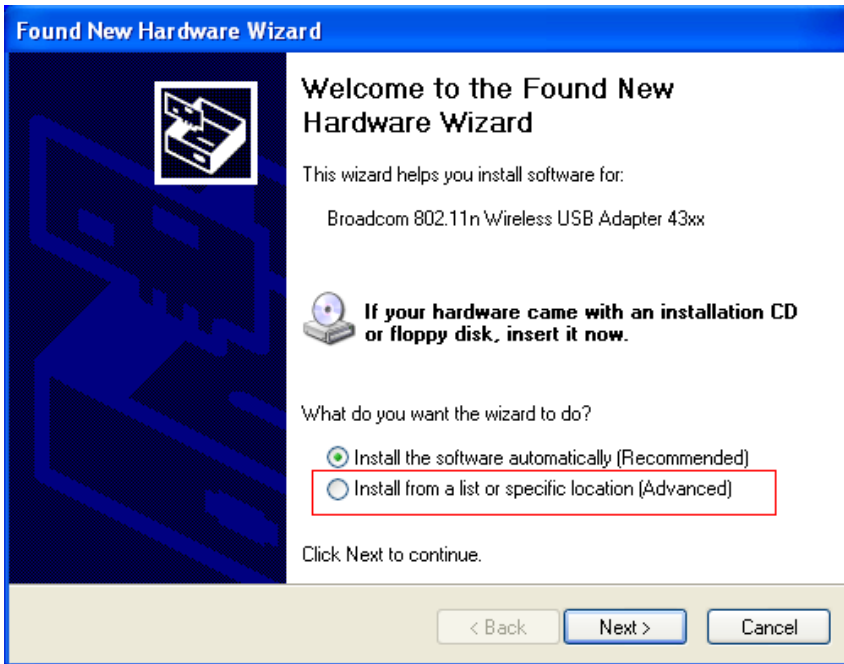 Found New Hardware Wizard
Welcome to the Found New
Hardware Wizard
This wizard helps you install software for:
Broadcom 802.11n Wireless USB Adapter 43xx
If your hardware came with an installation CD
or floppy disk, insert it now.
What do you want the wizard to do?
Install the software automatically (Recommended)
Install from a list or specific location (Advanced)
Click Next to continue.
< Back
Next >
Cancel